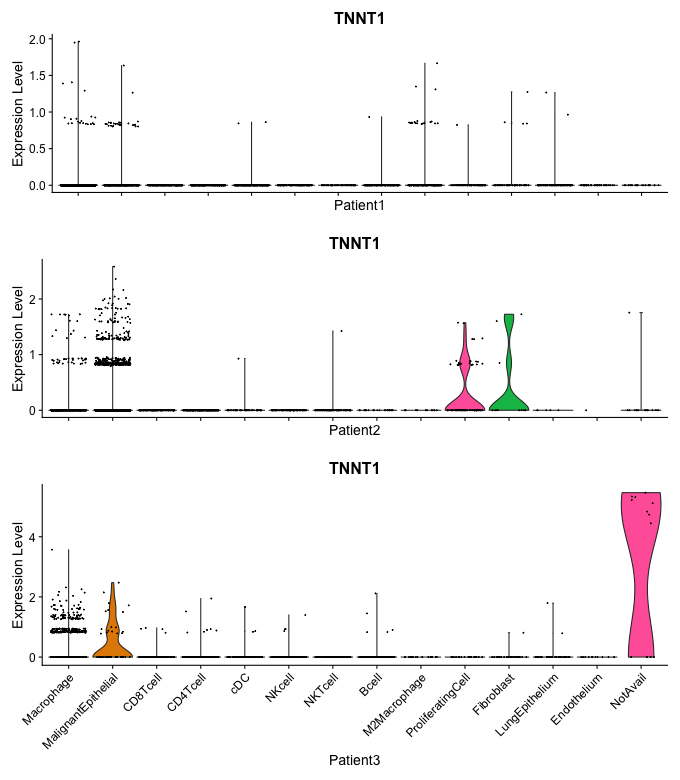 TNNT1
2.0
1.5
1.0
0.5
0.0
Expression Level
Patient1
TNNT1
2
1
0
Expression Level
Patient2
TNNT1
4
2
0
Expression Level
Macrophage
MalignantEpithelial
CD8Tcell
CD4Tcell
cDC
NKcell
NKTcell
Bcell
M2Macrophage
ProliferatingCell
Fibroblast
LungEpithelium
Endothelium
NotAvail
Patient3